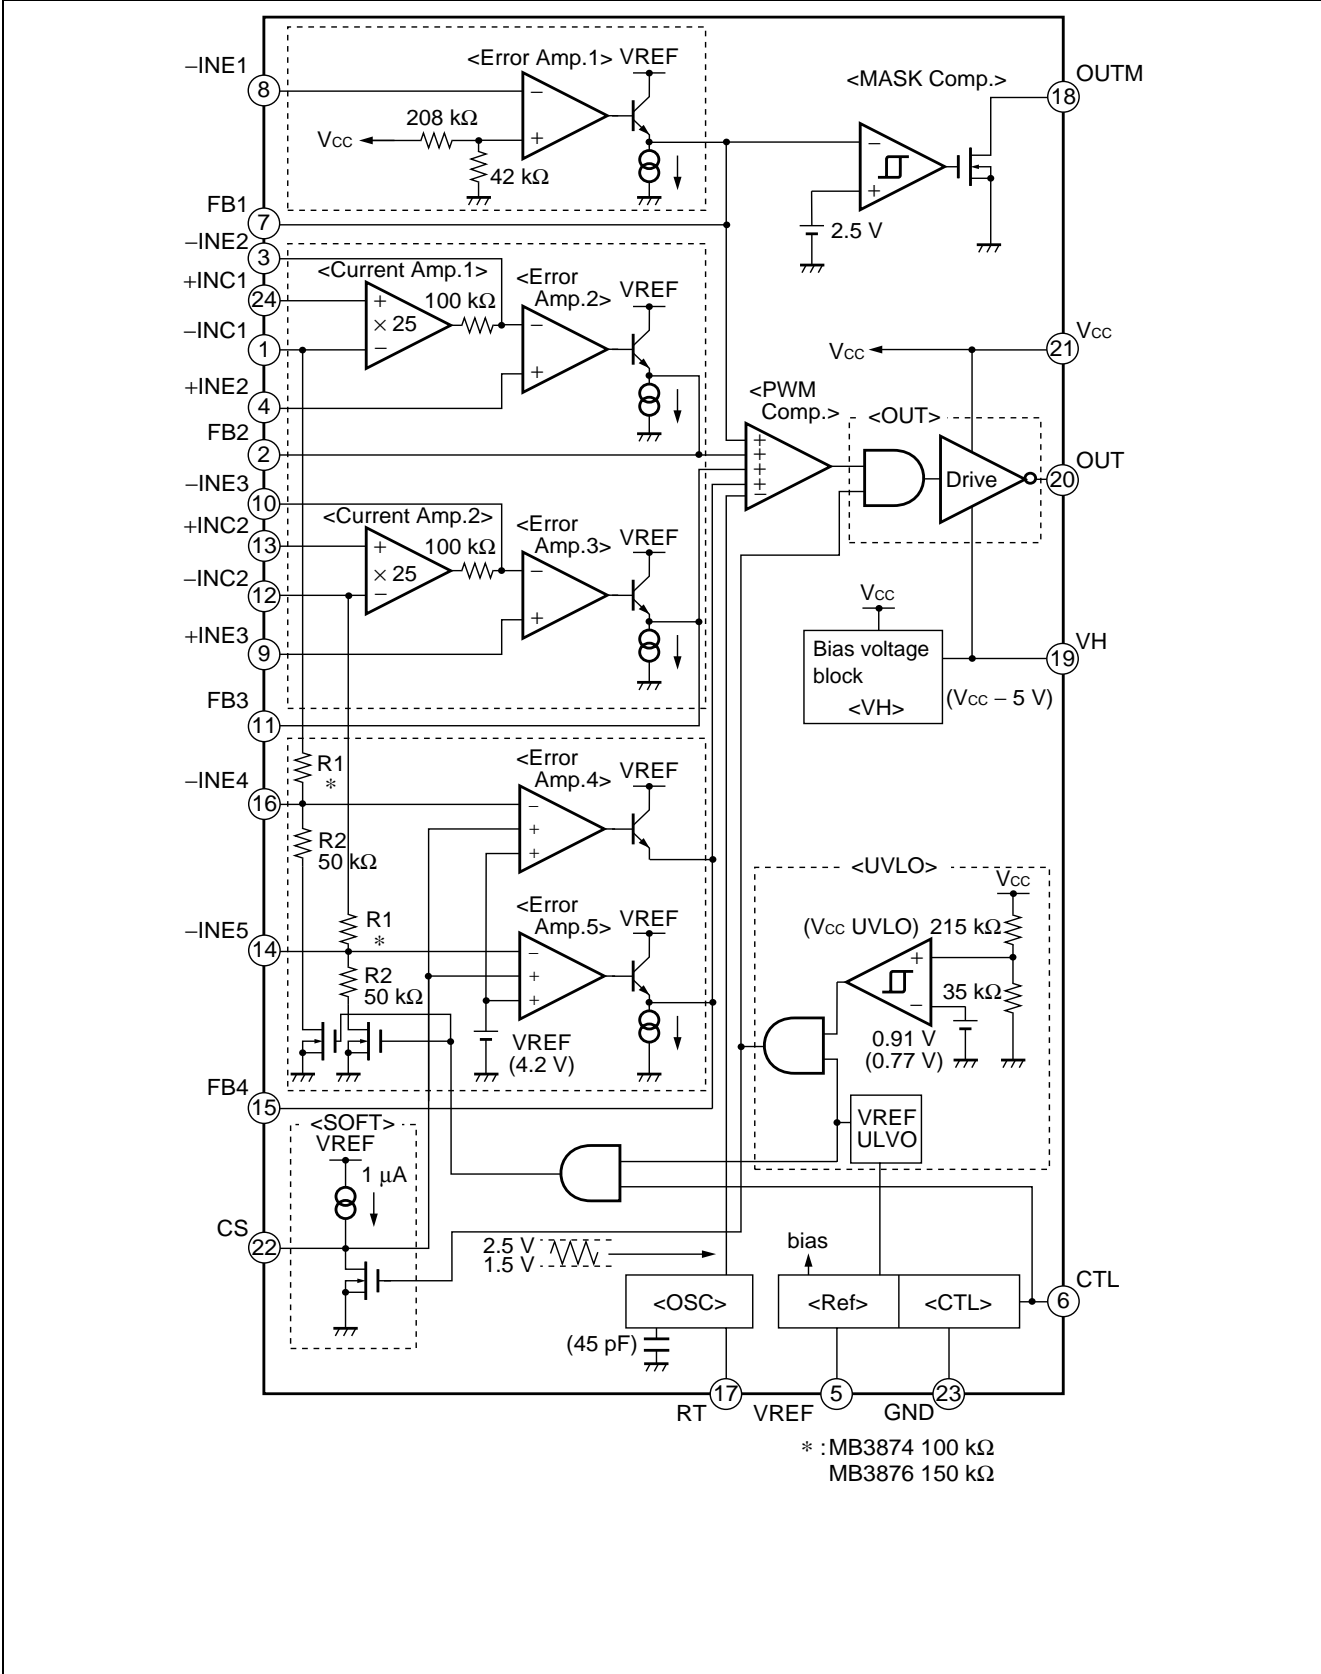 −INE1
8
<Error Amp.1>
VREF
208 kΩ
VCC
−
+
42 kΩ
<MASK Comp.>
−
+
2.5 V
OUTM
18
FB1
7
−INE2
3
+INC1
24
−INC1
1
+INE2
4
FB2
2
<Current Amp.1>
100 kΩ
+
× 25
−
<Error
Amp.2>
VREF
−
+
VCC
VCC
21
<PWM
Comp.>
+
+
+
+
−
<OUT>
Drive
OUT
20
−INE3
10
+INC2
13
−INC2
12
+INE3
9
FB3
11
<Current Amp.2>
100 kΩ
+
× 25
−
<Error
Amp.3>
VREF
−
+
VCC
Bias voltage
block
<VH>
(VCC − 5 V)
VH
19
−INE4
16
R1
*
R2
50 kΩ
<Error
Amp.4>
VREF
−
+
+
−INE5
14
R1
*
R2
50 kΩ
<Error
Amp.5>
VREF
−
+
+
VREF
(4.2 V)
<UVLO>
VCC
(VCC UVLO)
215 kΩ
+
−
35 kΩ
0.91 V
(0.77 V)
VREF
ULVO
FB4
15
<SOFT>
VREF
1 μA
CS
22
2.5 V
1.5 V
bias
<OSC>
<Ref>
<CTL>
CTL
6
(45 pF)
RT
17
VREF
5
GND
23
* : MB3874 100 kΩ
MB3876 150 kΩ